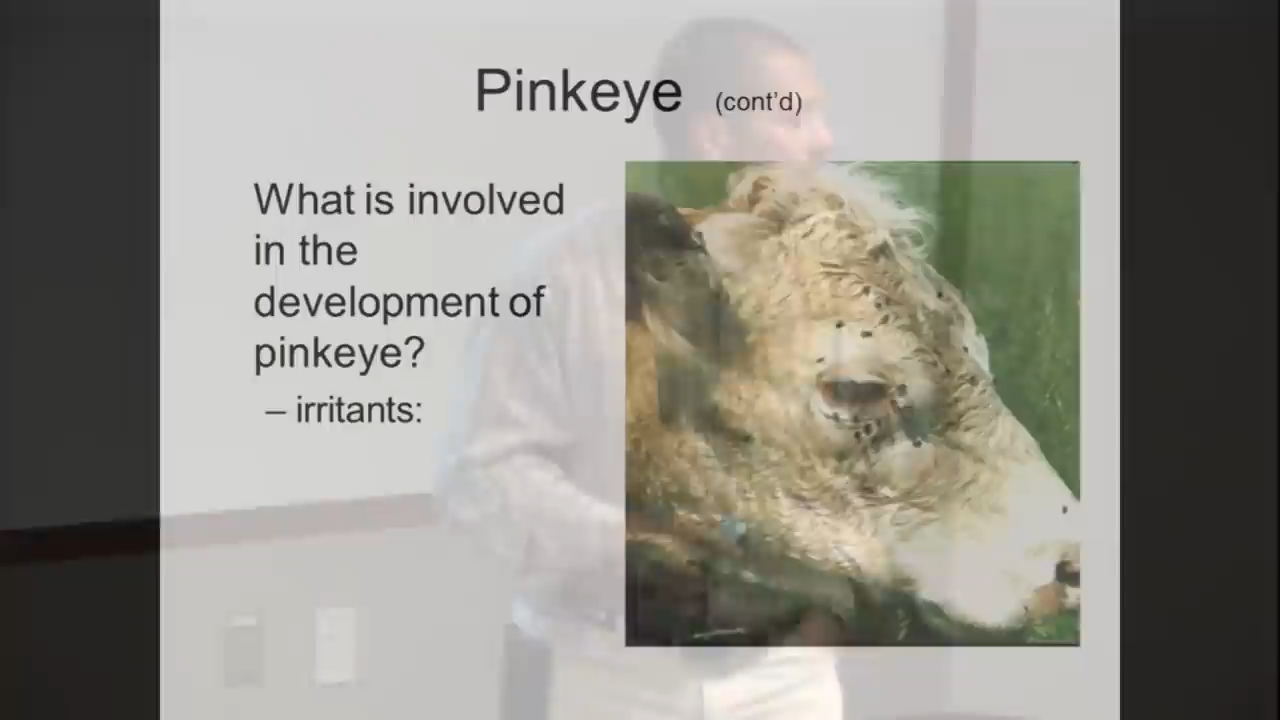 Pinkeye (cont'd)
What is involved
in the
development of
pinkeye?
– irritants: